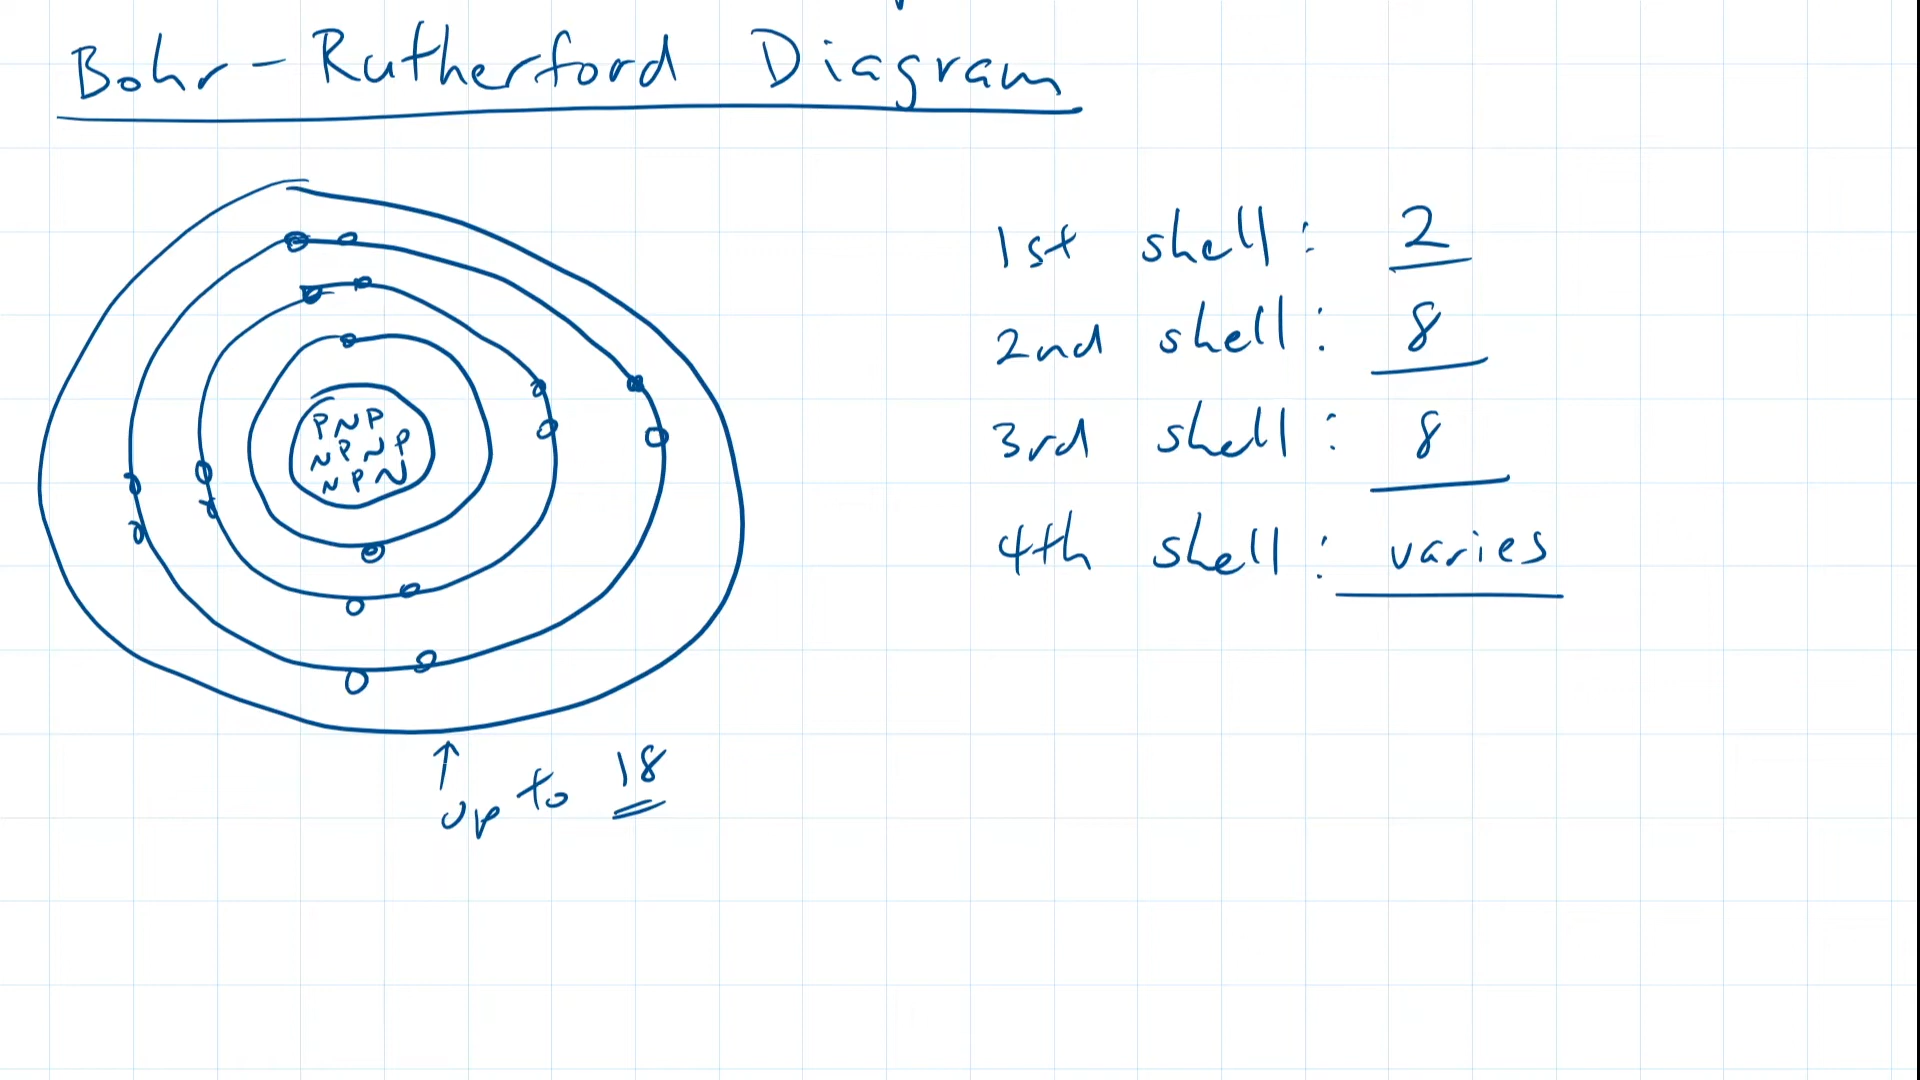 Bohr-Rutherford Diagram
1st shell: 2
2nd shell: 8
3rd shell: 8
4th shell: varies
PNP
NPNP
NPN
↑
up to 18